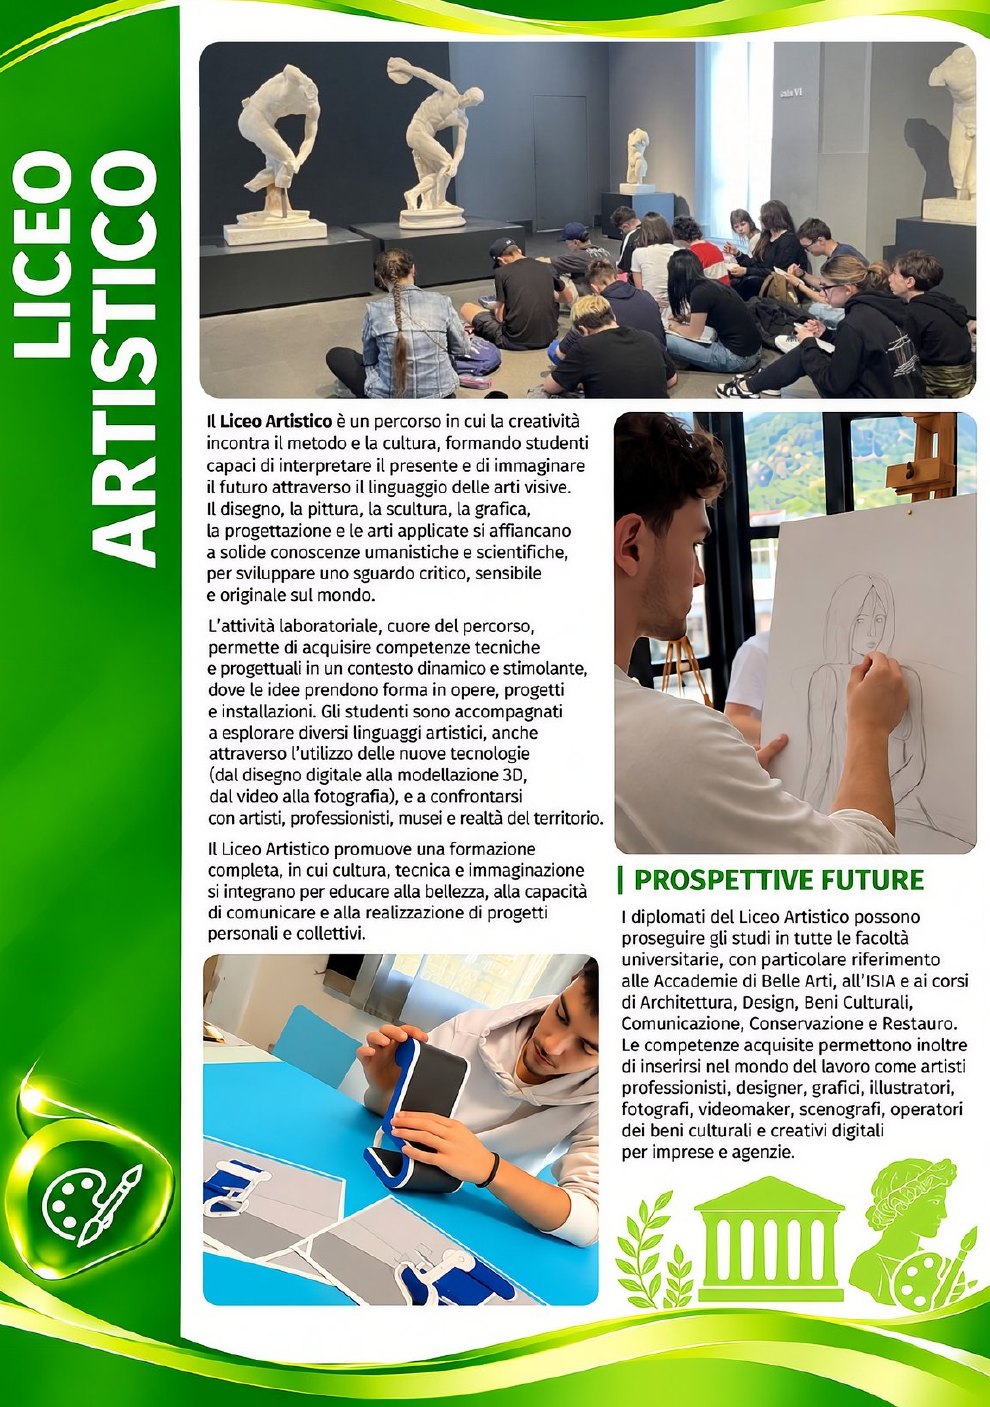 LICEO
ARTISTICO
sala VI
Il Liceo Artistico è un percorso in cui la creatività
incontra il metodo e la cultura, formando studenti
capaci di interpretare il presente e di immaginare
il futuro attraverso il linguaggio delle arti visive.
Il disegno, la pittura, la scultura, la grafica,
la progettazione e le arti applicate si affiancano
a solide conoscenze umanistiche e scientifiche,
per sviluppare uno sguardo critico, sensibile
e originale sul mondo.
L'attività laboratoriale, cuore del percorso,
permette di acquisire competenze tecniche
e progettuali in un contesto dinamico e stimolante,
dove le idee prendono forma in opere, progetti
e installazioni. Gli studenti sono accompagnati
a esplorare diversi linguaggi artistici, anche
attraverso l'utilizzo delle nuove tecnologie
(dal disegno digitale alla modellazione 3D,
dal video alla fotografia), e a confrontarsi
con artisti, professionisti, musei e realtà del territorio.
Il Liceo Artistico promuove una formazione
completa, in cui cultura, tecnica e immaginazione
si integrano per educare alla bellezza, alla capacità
di comunicare e alla realizzazione di progetti
personali e collettivi.
PROSPETTIVE FUTURE
I diplomati del Liceo Artistico possono
proseguire gli studi in tutte le facoltà
universitarie, con particolare riferimento
alle Accademie di Belle Arti, all'ISIA e ai corsi
di Architettura, Design, Beni Culturali,
Comunicazione, Conservazione e Restauro.
Le competenze acquisite permettono inoltre
di inserirsi nel mondo del lavoro come artisti
professionisti, designer, grafici, illustratori,
fotografi, videomaker, scenografi, operatori
dei beni culturali e creativi digitali
per imprese e agenzie.